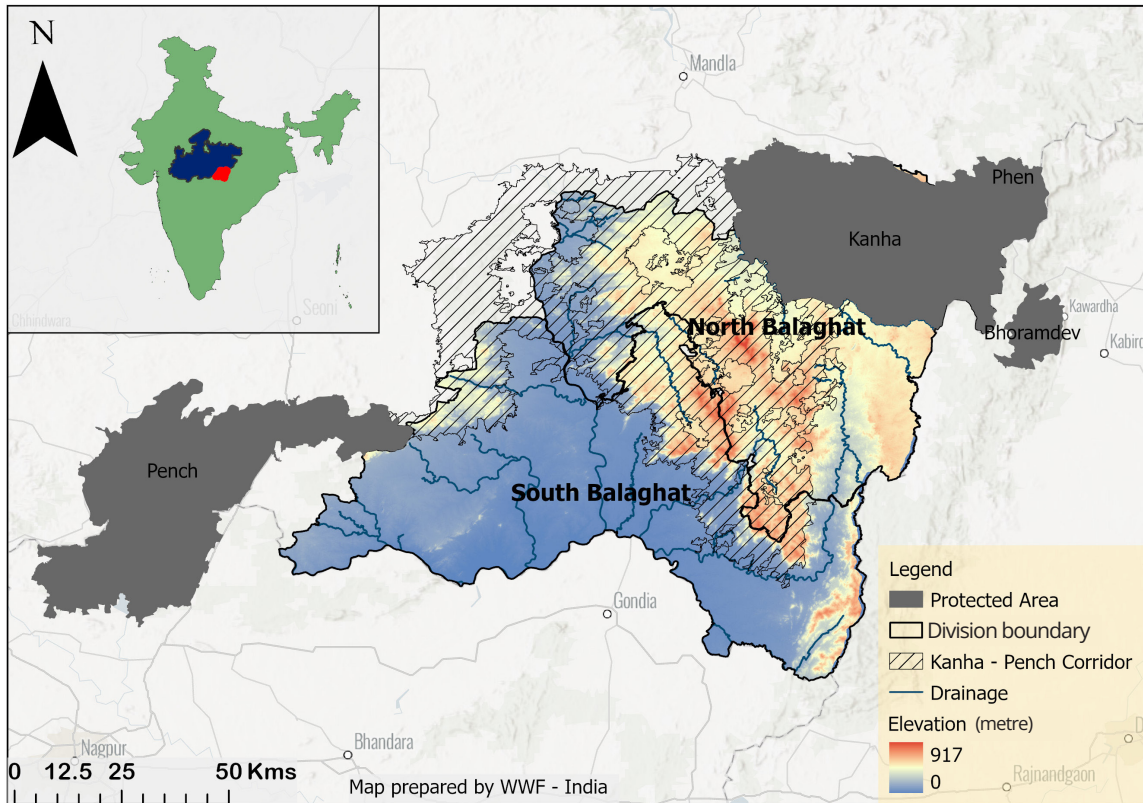 N
Mandla
Phen
Kanha
Seoni
Chhindwara
Kawardha
North Balaghat
Bhoramdev
Kabird
Pench
South Balaghat
Gondia
Legend
Protected Area
Division boundary
Kanha - Pench Corridor
Drainage
Elevation (metre)
917
0
Nagpur
Bhandara
D
0 12.5 25 50 Kms
Rajnandgaon
Map prepared by WWF - India